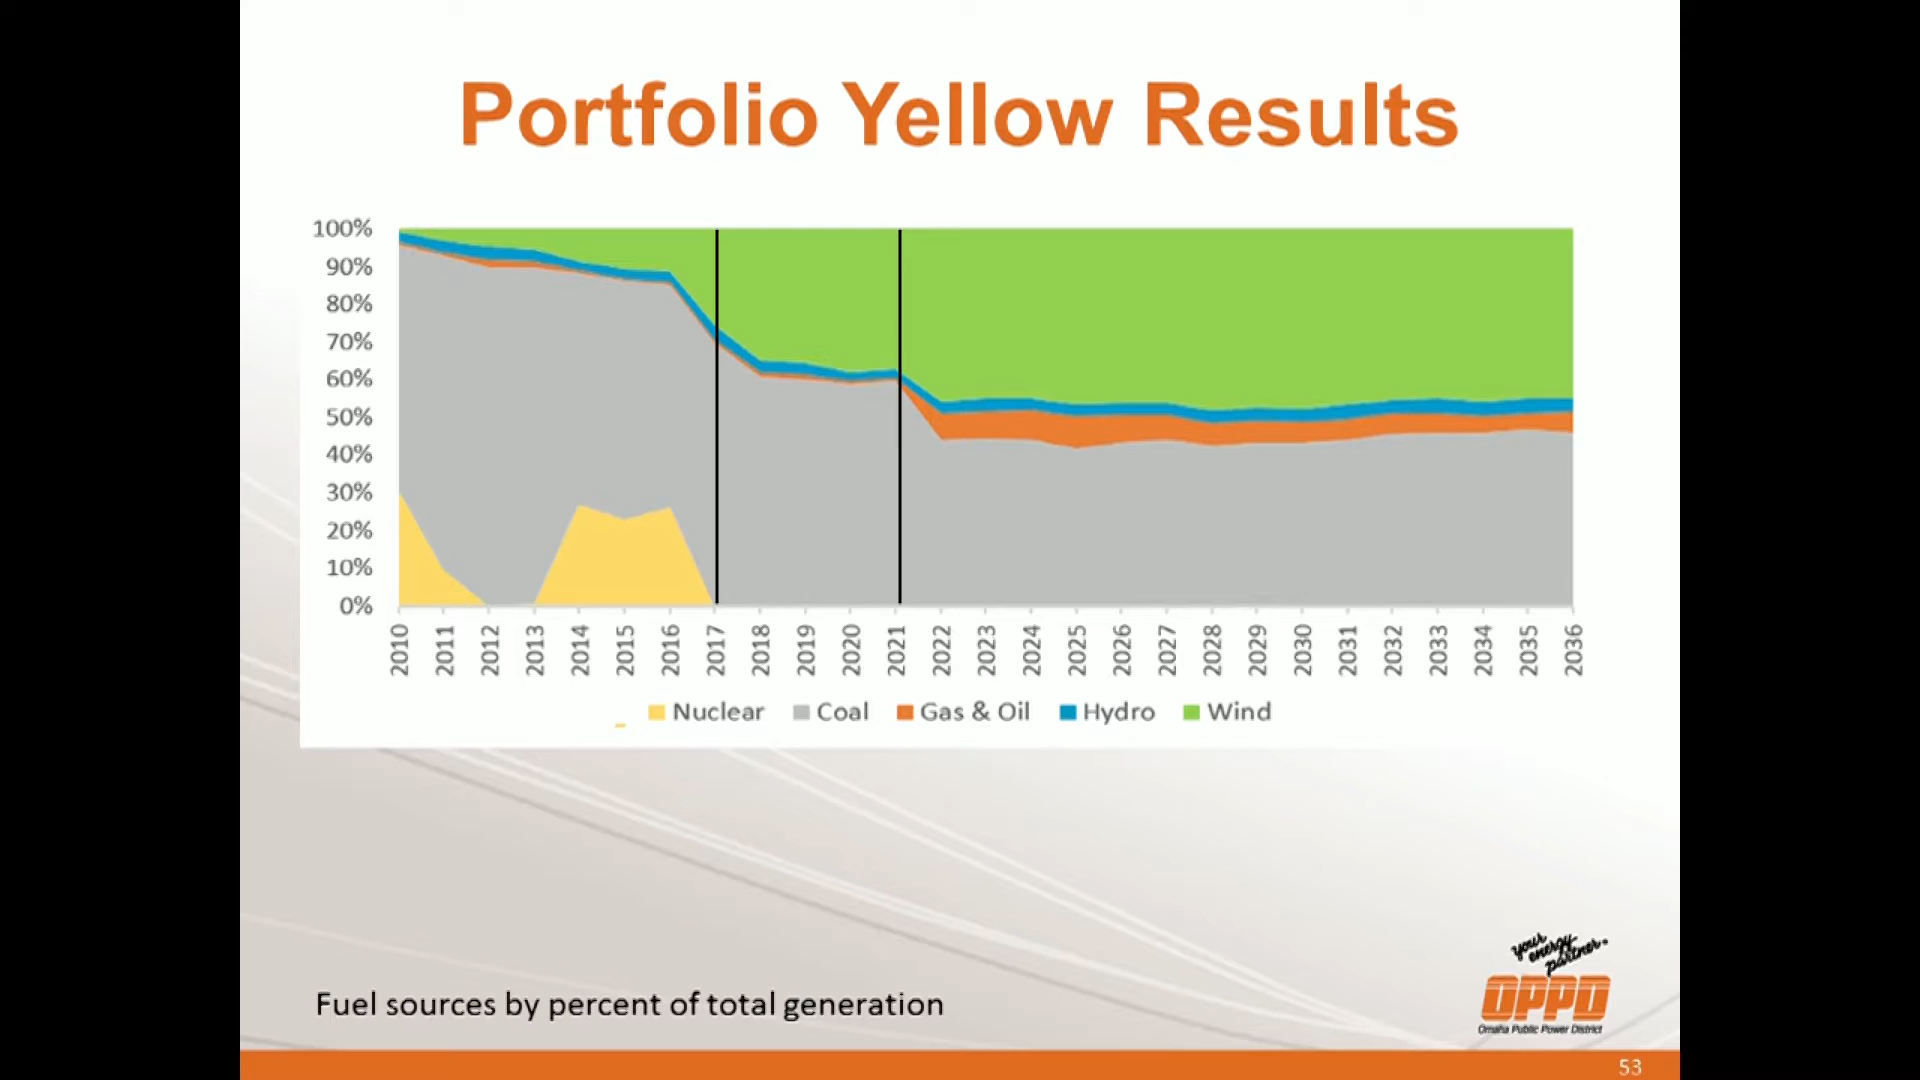 Portfolio Yellow Results
100%
90%
80%
70%
60%
50%
40%
30%
20%
10%
0%
2010 2011 2012 2013 2014 2015 2016 2017 2018 2019 2020 2021 2022 2023 2024 2025 2026 2027 2028 2029 2030 2031 2032 2033 2034 2035 2036
Nuclear Coal Gas & Oil Hydro Wind
your
energy
partner.
OPPD
Omaha Public Power District
Fuel sources by percent of total generation
53